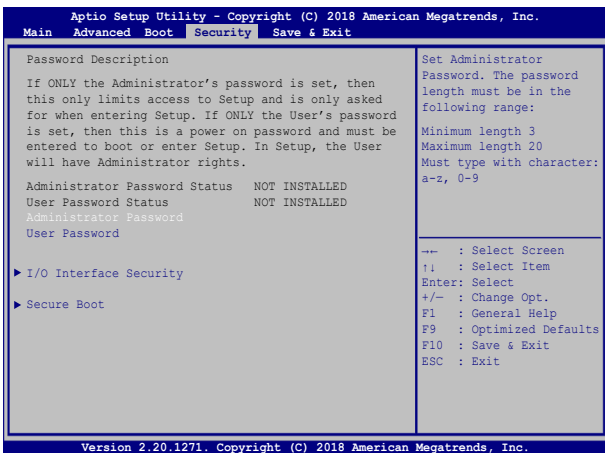 Aptio Setup Utility - Copyright (C) 2018 American Megatrends, Inc.
Main Advanced Boot Security Save & Exit
Password Description
If ONLY the Administrator's password is set, then
this only limits access to Setup and is only asked
for when entering Setup. If ONLY the User's password
is set, then this is a power on password and must be
entered to boot or enter Setup. In Setup, the User
will have Administrator rights.
Administrator Password Status NOT INSTALLED
User Password Status NOT INSTALLED
Administrator Password
User Password
I/O Interface Security
Secure Boot
Set Administrator
Password. The password
length must be in the
following range:
Minimum length 3
Maximum length 20
Must type with character:
a-z, 0-9
→← : Select Screen
↑↓ : Select Item
Enter: Select
+/— : Change Opt.
F1 : General Help
F9 : Optimized Defaults
F10 : Save & Exit
ESC : Exit
Version 2.20.1271. Copyright (C) 2018 American Megatrends, Inc.